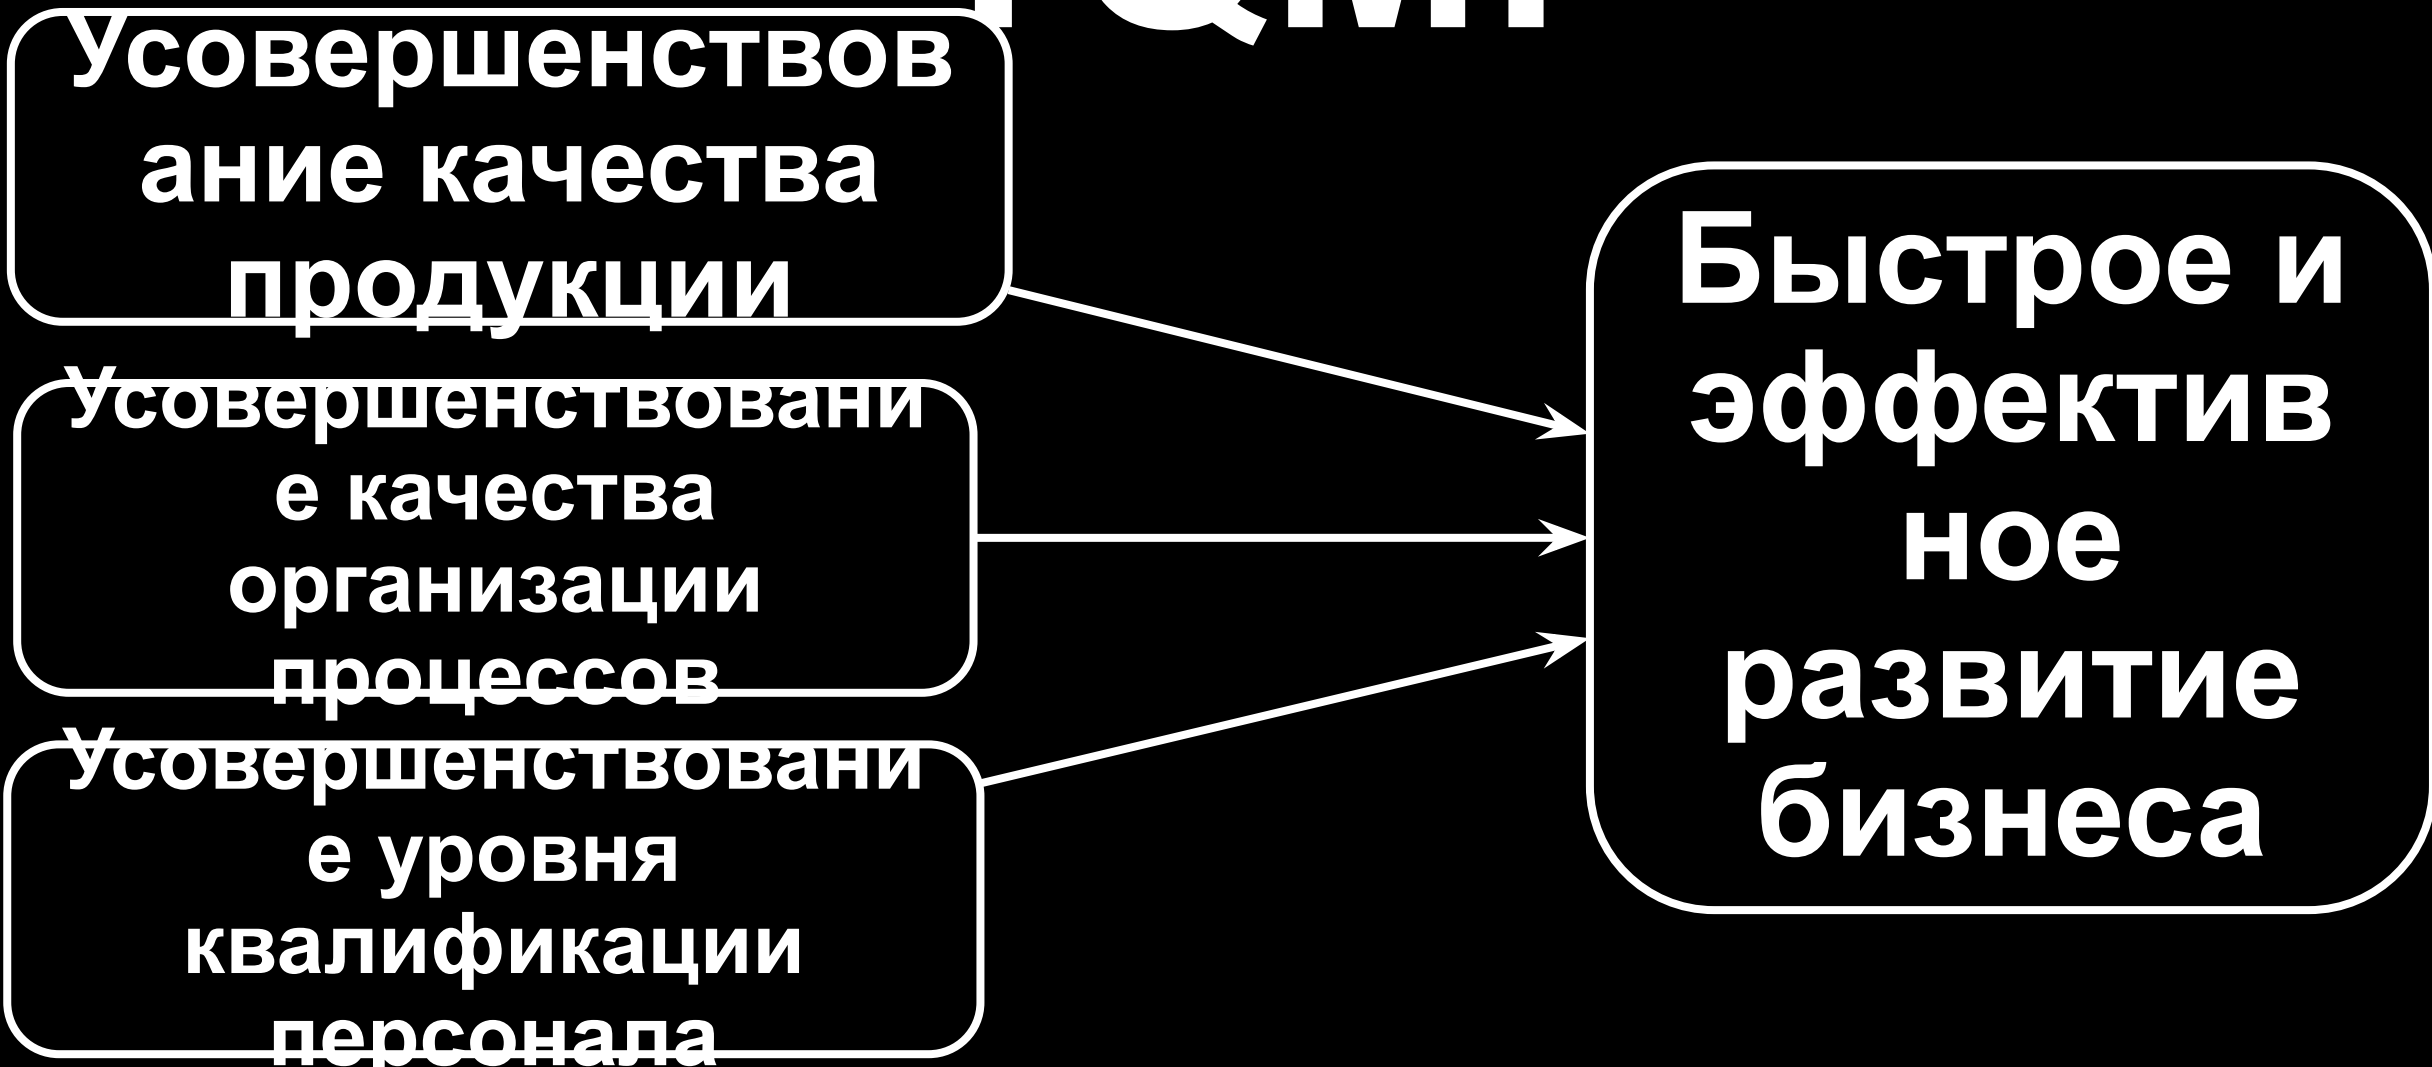 Усовершенствов
ание качества
продукции
Усовершенствовани
е качества
организации
процессов
Усовершенствовани
е уровня
квалификации
персонала
Быстрое и
эффектив
ное
развитие
бизнеса